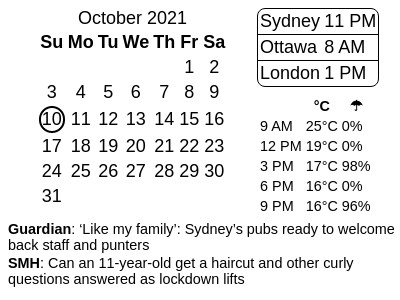 October 2021
Su Mo Tu We Th Fr Sa
1 2
3 4 5 6 7 8 9
10 11 12 13 14 15 16
17 18 19 20 21 22 23
24 25 26 27 28 29 30
31
Sydney 11 PM
Ottawa 8 AM
London 1 PM
°C ☂
9 AM 25°C 0%
12 PM 19°C 0%
3 PM 17°C 98%
6 PM 16°C 0%
9 PM 16°C 96%
Guardian: ‘Like my family’: Sydney’s pubs ready to welcome
back staff and punters
SMH: Can an 11-year-old get a haircut and other curly
questions answered as lockdown lifts